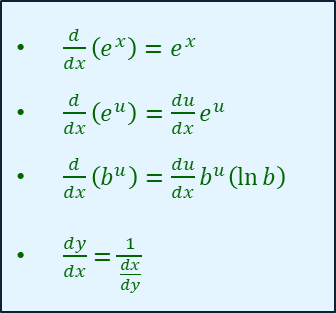 • d/dx (e^x) = e^x
• d/dx (e^u) = du/dx e^u
• d/dx (b^u) = du/dx b^u (ln b)
• dy/dx = 1/(dx/dy)